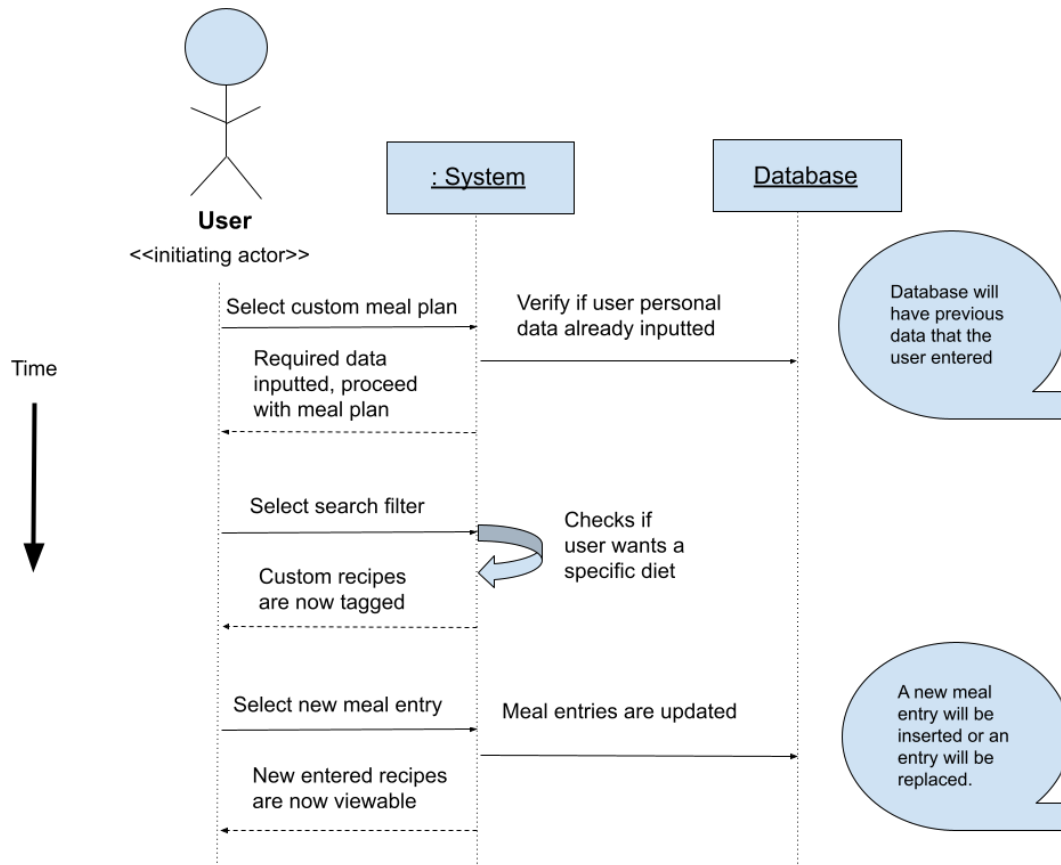 : System
Database
User
<<initiating actor>>
Select custom meal plan
Verify if user personal
data already inputted
Database will
have previous
data that the
user entered
Time
Required data
inputted, proceed
with meal plan
Select search filter
Checks if
user wants a
specific diet
Custom recipes
are now tagged
Select new meal entry
Meal entries are updated
A new meal
entry will be
inserted or an
entry will be
replaced.
New entered recipes
are now viewable